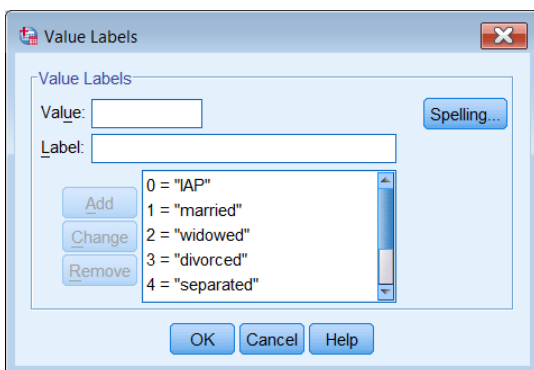 Value Labels
Value Labels
Value:
Spelling...
Label:
0 = "IAP"
Add
1 = "married"
Change
2 = "widowed"
3 = "divorced"
Remove
4 = "separated"
OK Cancel Help